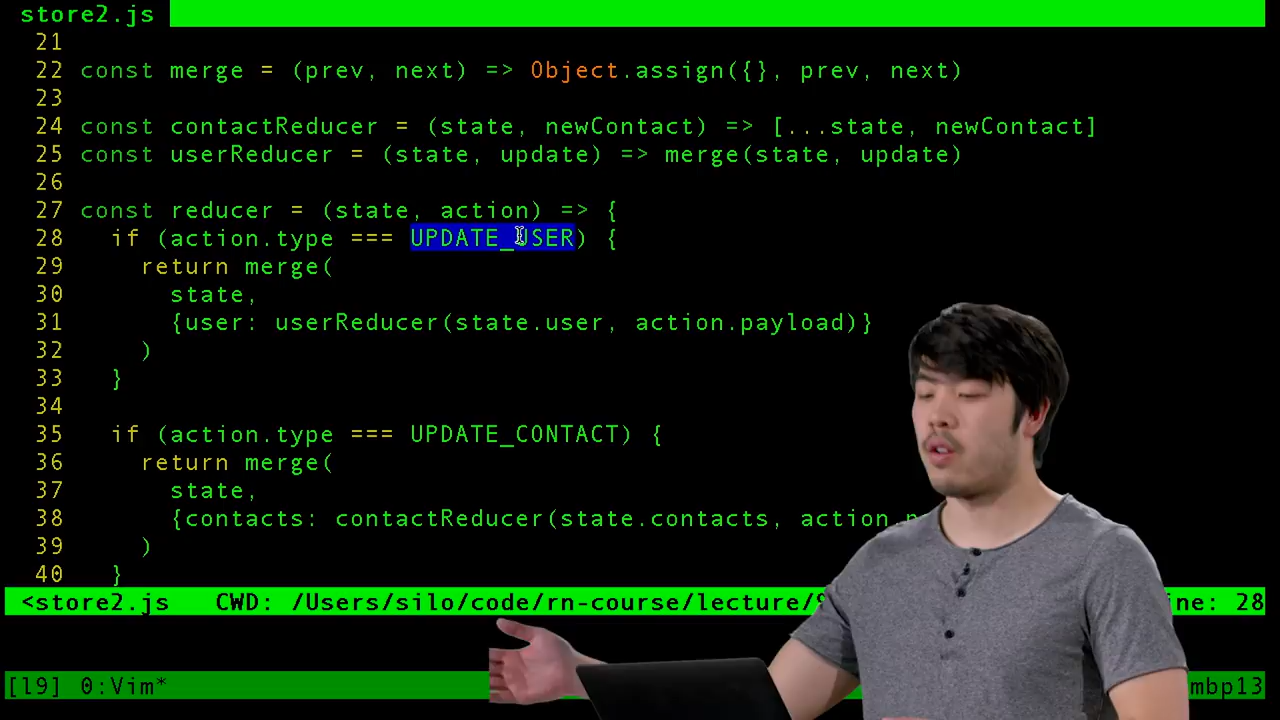 store2.js
21
22 const merge = (prev, next) => Object.assign({}, prev, next)
23
24 const contactReducer = (state, newContact) => [...state, newContact]
25 const userReducer = (state, update) => merge(state, update)
26
27 const reducer = (state, action) => {
28   if (action.type === UPDATE_USER) {
29     return merge(
30       state,
31       {user: userReducer(state.user, action.payload)}
32     )
33   }
34
35   if (action.type === UPDATE_CONTACT) {
36     return merge(
37       state,
38       {contacts: contactReducer(state.contacts, action.
39     )
40   }
<store2.js   CWD: /Users/silo/code/rn-course/lecture/ ne: 28
[l9] 0:Vim* mbp13